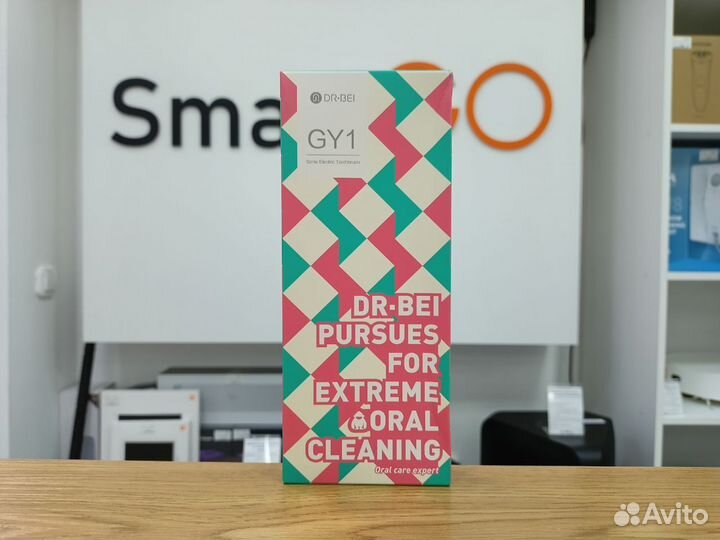 Sma GO
DR·BEI
GY1
Sonic Electric Toothbrush
DR·BEI
PURSUES
FOR
EXTREME
ORAL
CLEANING
Oral care expert
Avito